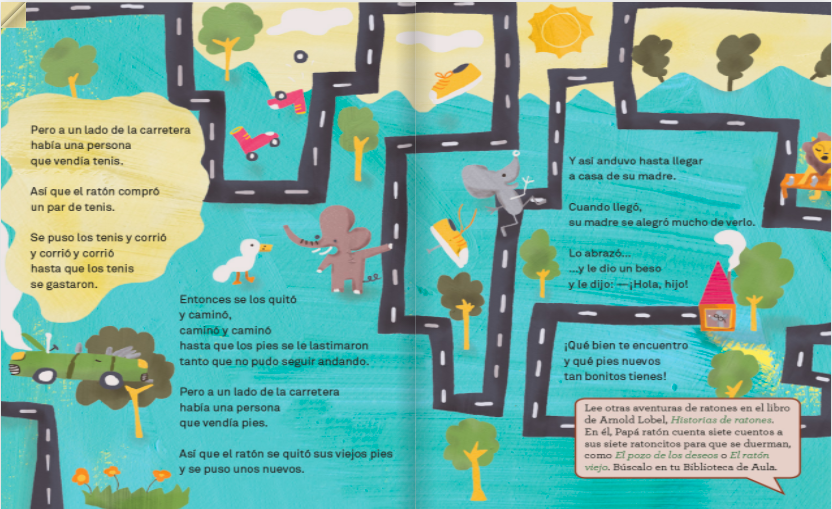 Pero a un lado de la carretera
había una persona
que vendía tenis.
Así que el ratón compró
un par de tenis.
Se puso los tenis y corrió
y corrió y corrió
hasta que los tenis
se gastaron.
Entonces se los quitó
y caminó,
caminó y caminó
hasta que los pies se le lastimaron
tanto que no pudo seguir andando.
Pero a un lado de la carretera
había una persona
que vendía pies.
Así que el ratón se quitó sus viejos pies
y se puso unos nuevos.
Y así anduvo hasta llegar
a casa de su madre.
Cuando llegó,
su madre se alegró mucho de verlo.
Lo abrazó...
...y le dio un beso
y le dijo: —¡Hola, hijo!
¡Qué bien te encuentro
y qué pies nuevos
tan bonitos tienes!
Lee otras aventuras de ratones en el libro
de Arnold Lobel, Historias de ratones.
En él, Papá ratón cuenta siete cuentos a
sus siete ratoncitos para que se duerman,
como El pozo de los deseos o El ratón
viejo. Búscalo en tu Biblioteca de Aula.